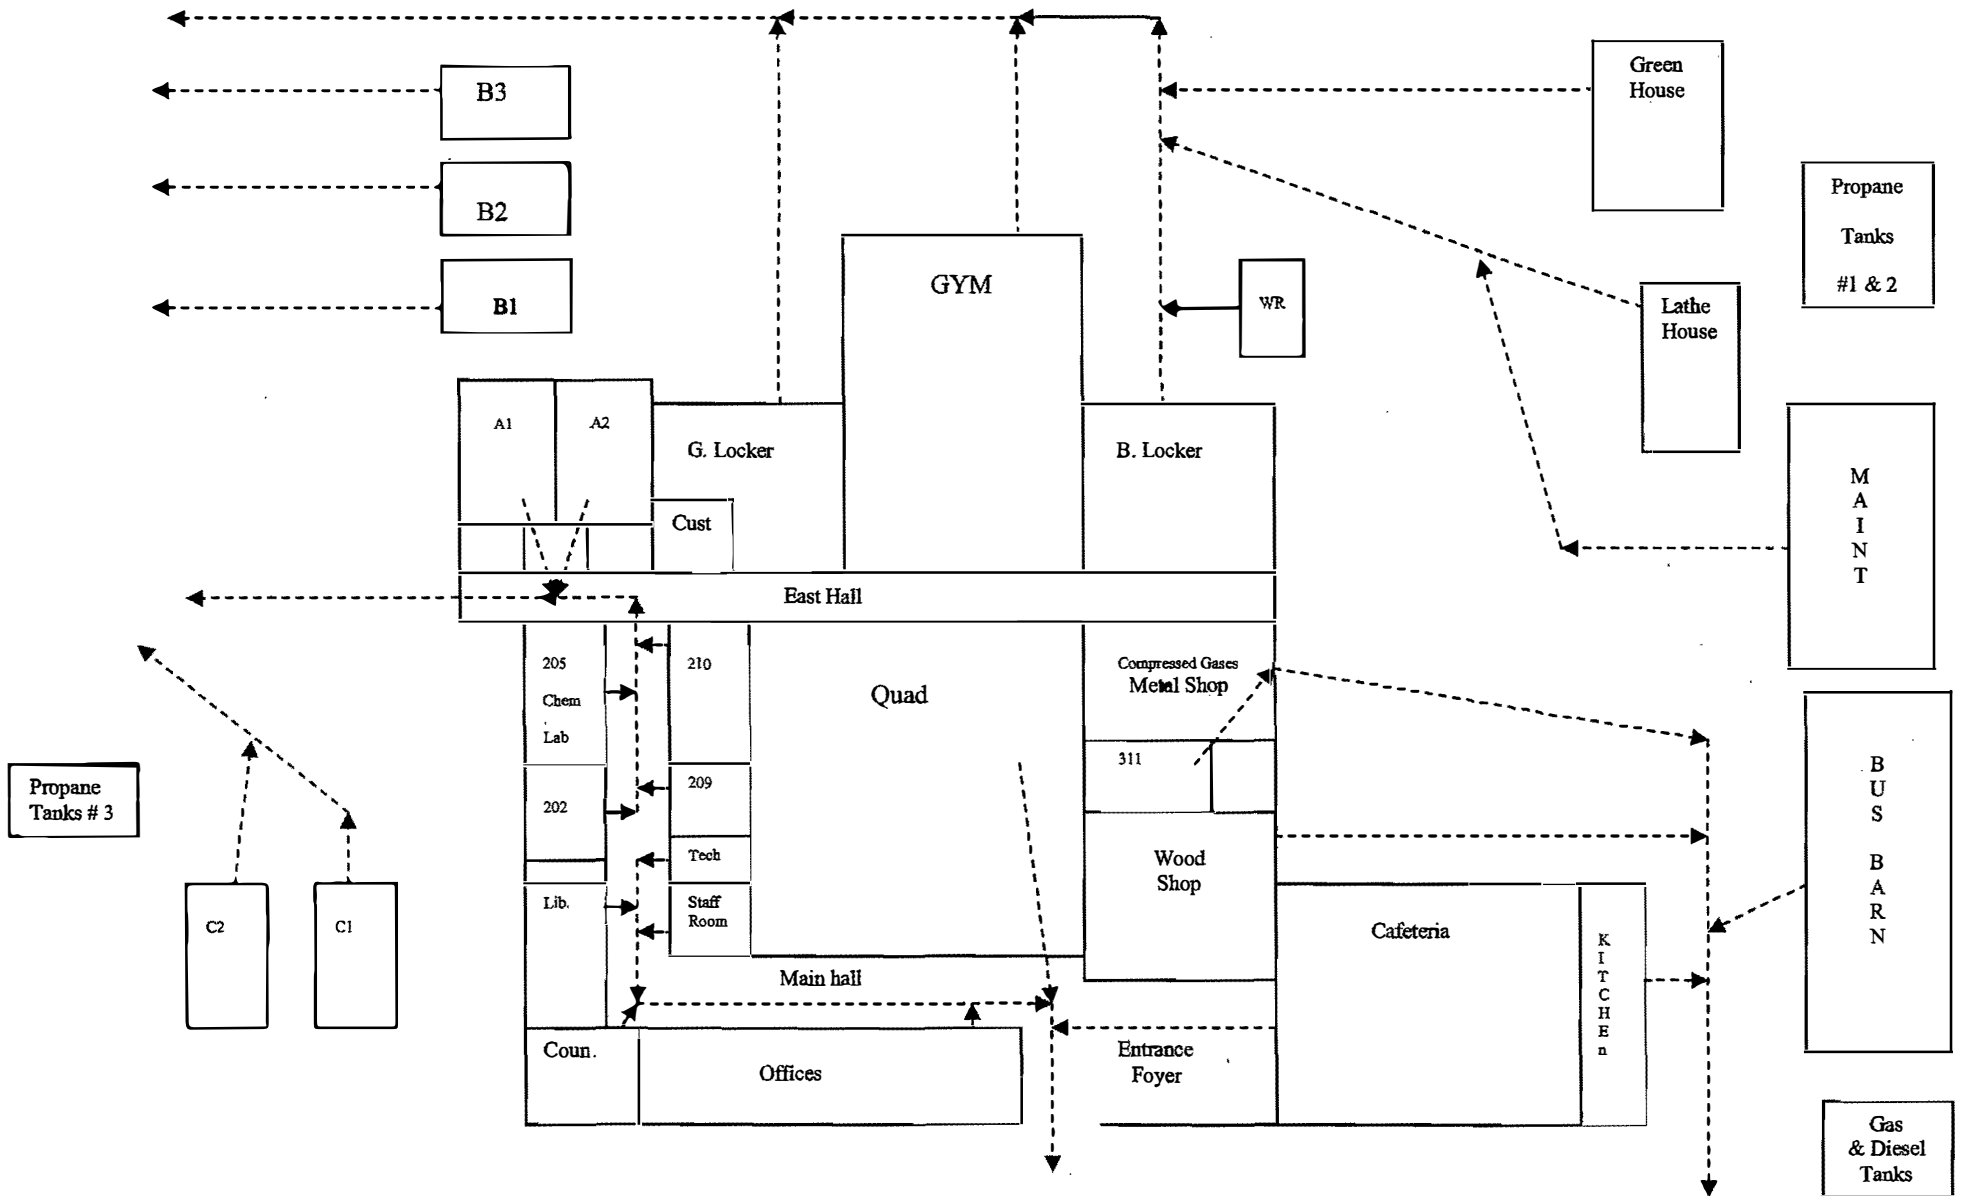 B3
B2
B1
Green
House
Propane
Tanks
#1 & 2
GYM
WR
Lathe
House
A1
A2
G. Locker
B. Locker
Cust
M
A
I
N
T
East Hall
205
Chem
Lab
210
Quad
Compressed Gases
Metal Shop
311
Propane
Tanks # 3
202
209
Tech
Wood
Shop
B
U
S
B
A
R
N
C2
C1
Lib.
Staff
Room
Cafeteria
K
I
T
C
H
E
n
Main hall
Coun.
Offices
Entrance
Foyer
Gas
& Diesel
Tanks